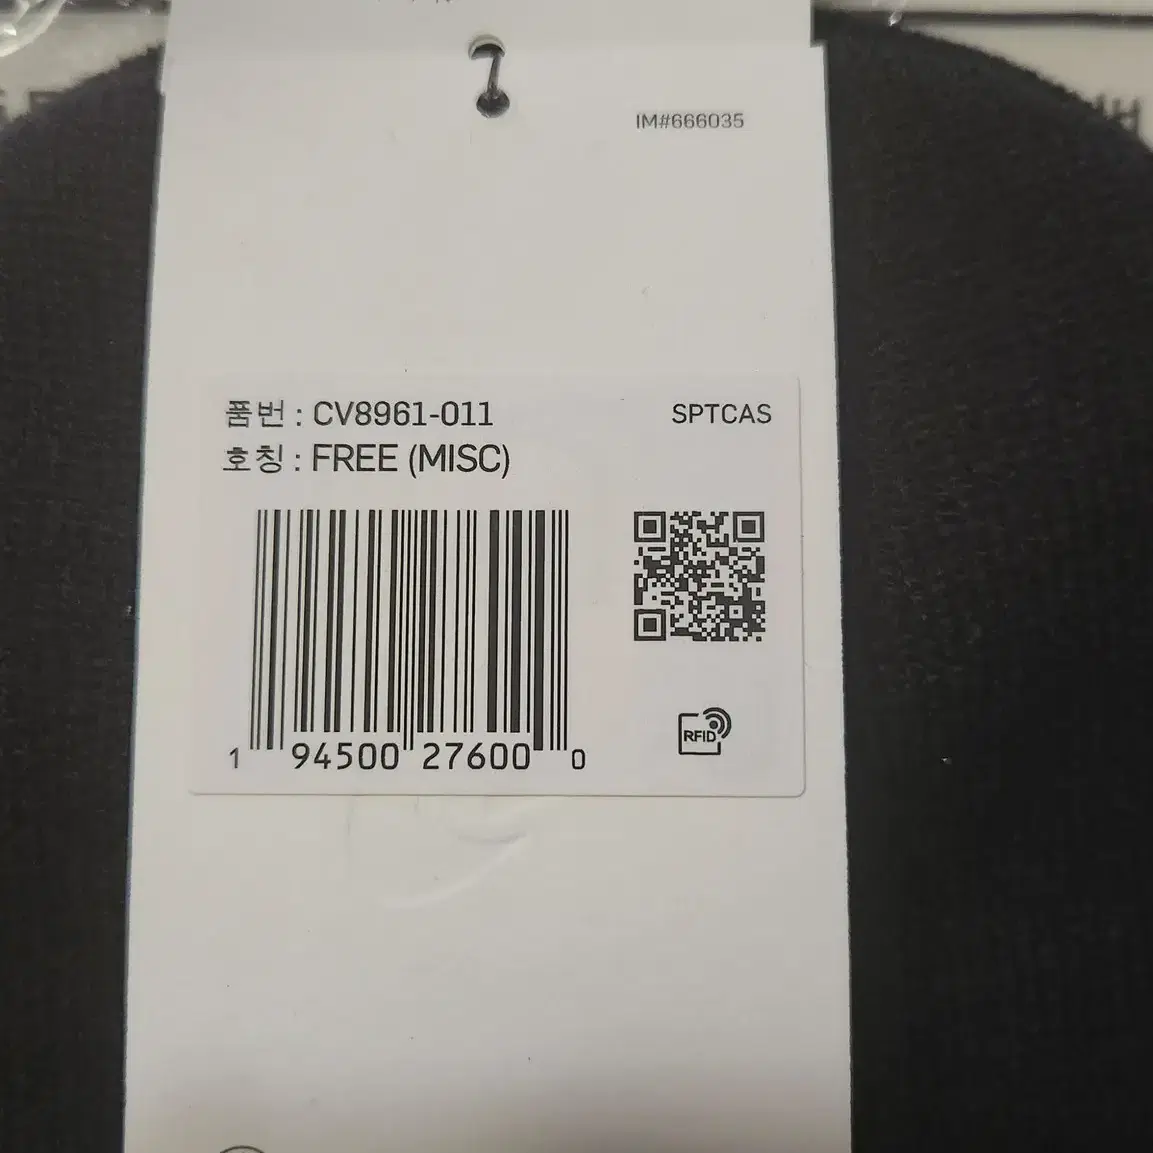 IM#666035
품번 : CV8961-011
SPTCAS
호칭 : FREE (MISC)
1 94500 27600 0
RFID